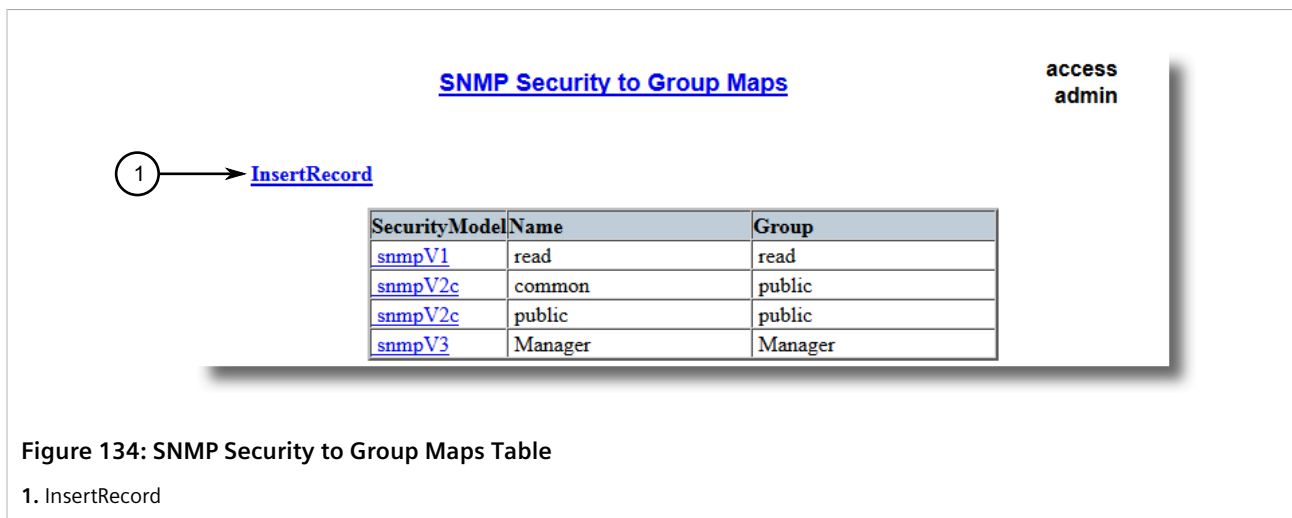 SNMP Security to Group Maps
access
admin
1
InsertRecord
SecurityModel Name Group
snmpV1 read read
snmpV2c common public
snmpV2c public public
snmpV3 Manager Manager
Figure 134: SNMP Security to Group Maps Table
1. InsertRecord